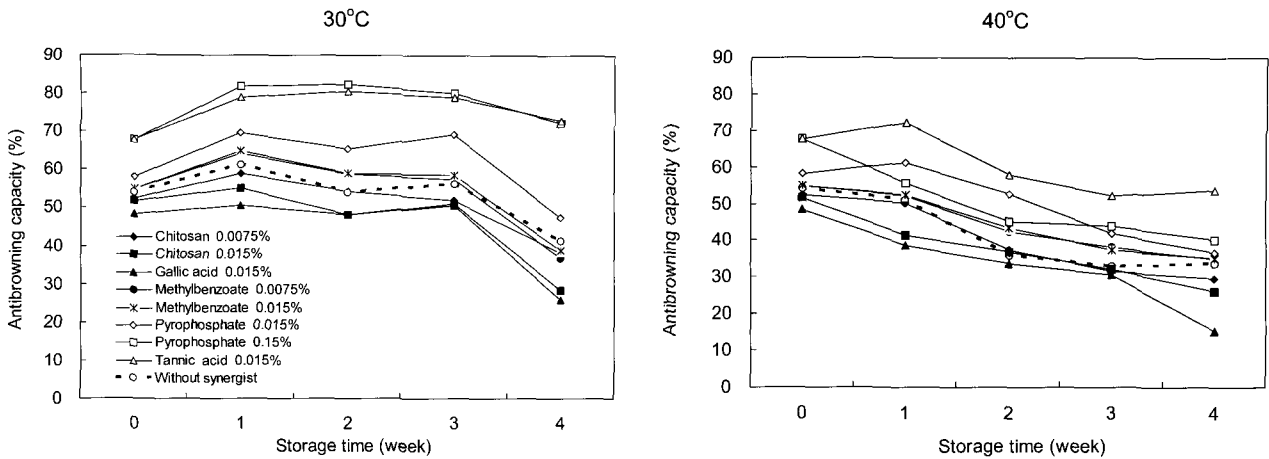 30°C
90
80
70
60
50
40
30
20
10
0
Antibrowning capacity (%)
Chitosan 0.0075%
Chitosan 0.015%
Gallic acid 0.015%
Methylbenzoate 0.0075%
Methylbenzoate 0.015%
Pyrophosphate 0.015%
Pyrophosphate 0.15%
Tannic acid 0.015%
Without synergist
0 1 2 3 4
Storage time (week)
40°C
90
80
70
60
50
40
30
20
10
0
Antibrowning capacity (%)
0 1 2 3 4
Storage time (week)